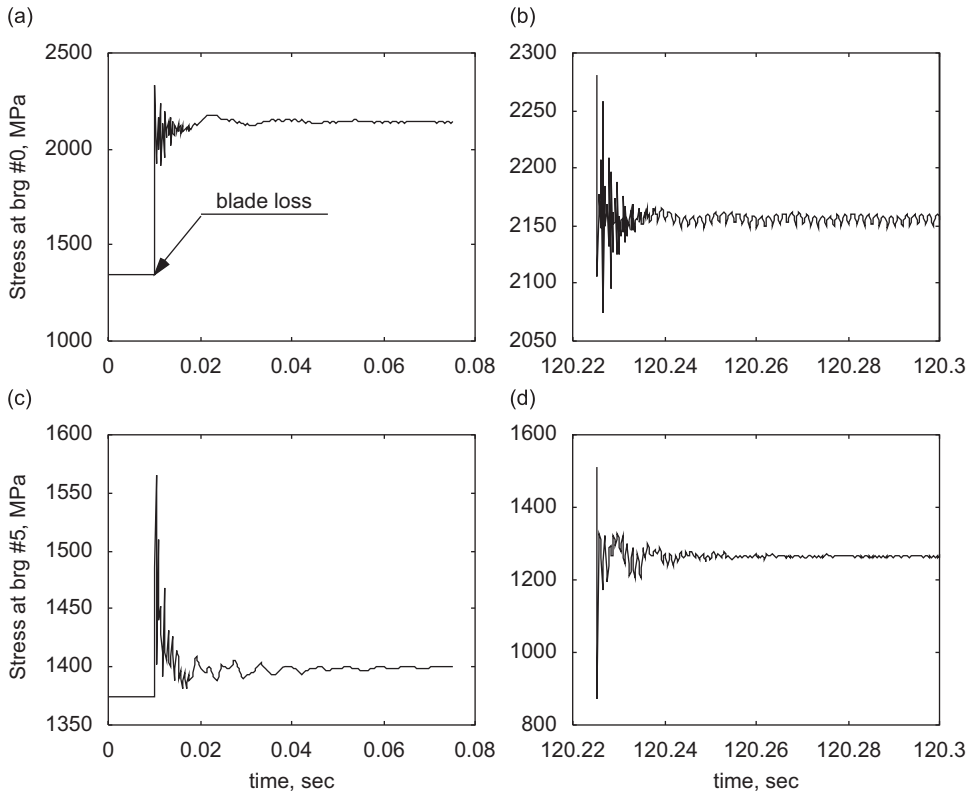 (a)
Stress at brg #0, MPa
2500
2000
1500
1000
blade loss
0 0.02 0.04 0.06 0.08
(b)
2300
2250
2200
2150
2100
2050
120.22 120.24 120.26 120.28 120.3
(c)
Stress at brg #5, MPa
1600
1550
1500
1450
1400
1350
0 0.02 0.04 0.06 0.08
time, sec
(d)
1600
1400
1200
1000
800
120.22 120.24 120.26 120.28 120.3
time, sec